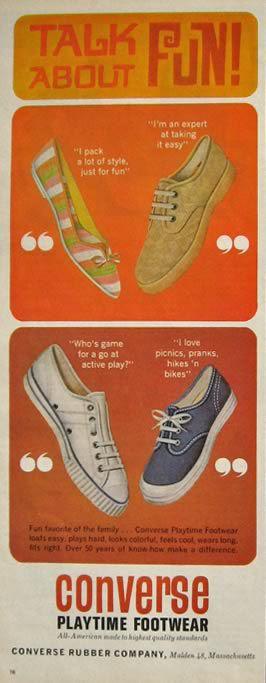 TALK
ABOUT FUN!
"I pack
a lot of style,
just for fun"
"I'm an expert
at taking
it easy"
"Who's game
for a go at
active play?"
"I love
picnics, pranks,
hikes 'n
bikes"
Fun favorite of the family . . . Converse Playtime Footwear
loafs easy, plays hard, looks colorful, feels cool, wears long,
fits right. Over 50 years of know-how make a difference.
converse
PLAYTIME FOOTWEAR
All-American made to highest quality standards
CONVERSE RUBBER COMPANY, Malden 48, Massachusetts